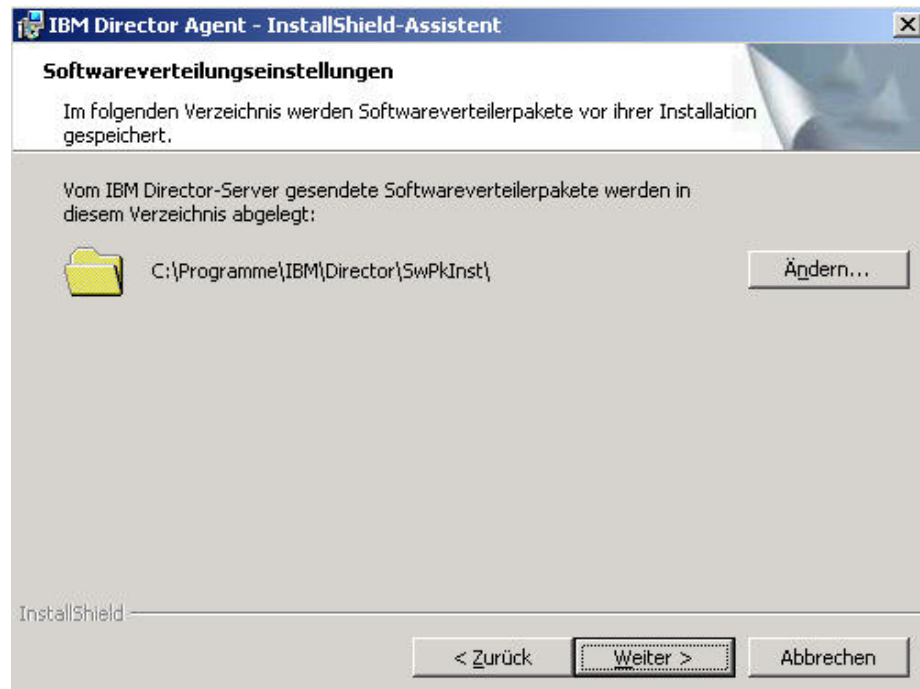 IBM Director Agent - InstallShield-Assistent
Softwareverteilungseinstellungen
Im folgenden Verzeichnis werden Softwareverteilerpakete vor ihrer Installation
gespeichert.
Vom IBM Director-Server gesendete Softwareverteilerpakete werden in
diesem Verzeichnis abgelegt:
C:\Programme\IBM\Director\SwPkInst\
Ändern...
InstallShield
< Zurück
Weiter >
Abbrechen